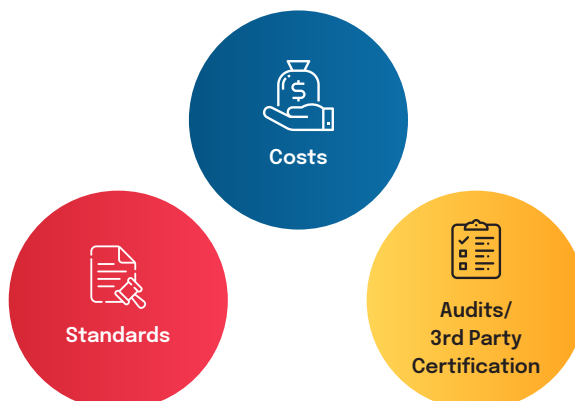 $
Costs
Standards
Audits/
3rd Party
Certification